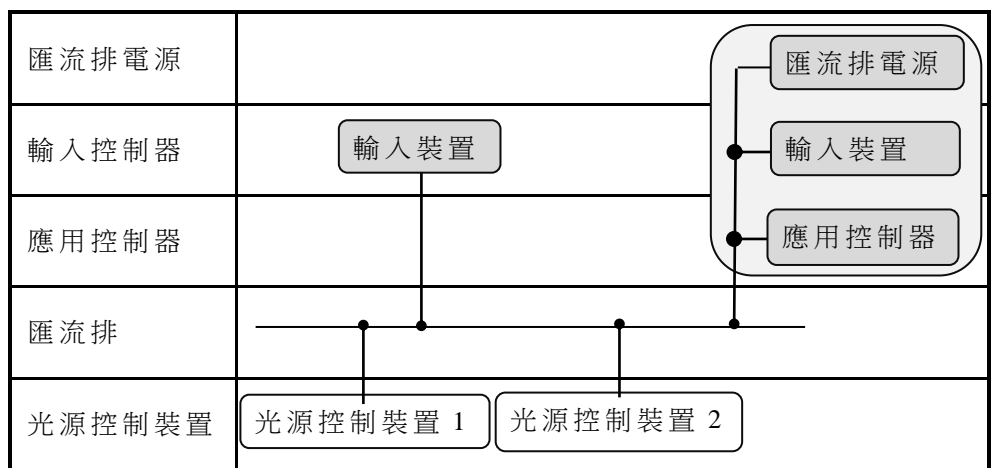 匯流排電源
匯流排電源
輸入控制器
輸入裝置
輸入裝置
應用控制器
應用控制器
匯流排
光源控制裝置
光源控制裝置 1
光源控制裝置 2